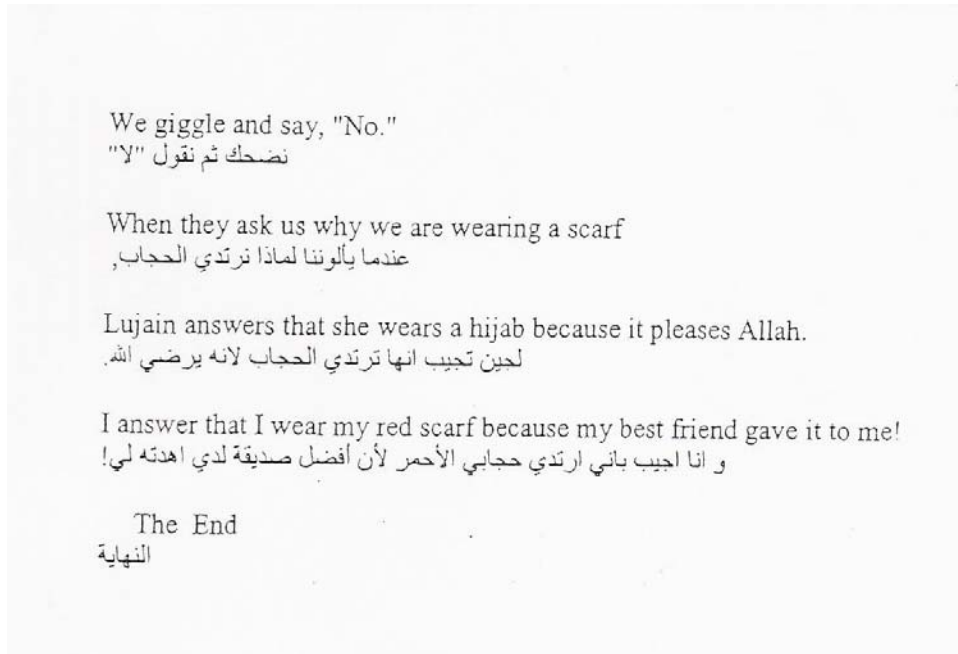 We giggle and say, "No."
نضحك ثم نقول "لا"
When they ask us why we are wearing a scarf
عندما يألوننا لماذا نرتدي الحجاب,
Lujain answers that she wears a hijab because it pleases Allah.
لجين تجيب انها ترتدي الحجاب لانه يرضي الله.
I answer that I wear my red scarf because my best friend gave it to me!
و انا اجيب باني ارتدي حجابي الأحمر لأن أفضل صديقة لدي اهدته لي!
The End
النهاية